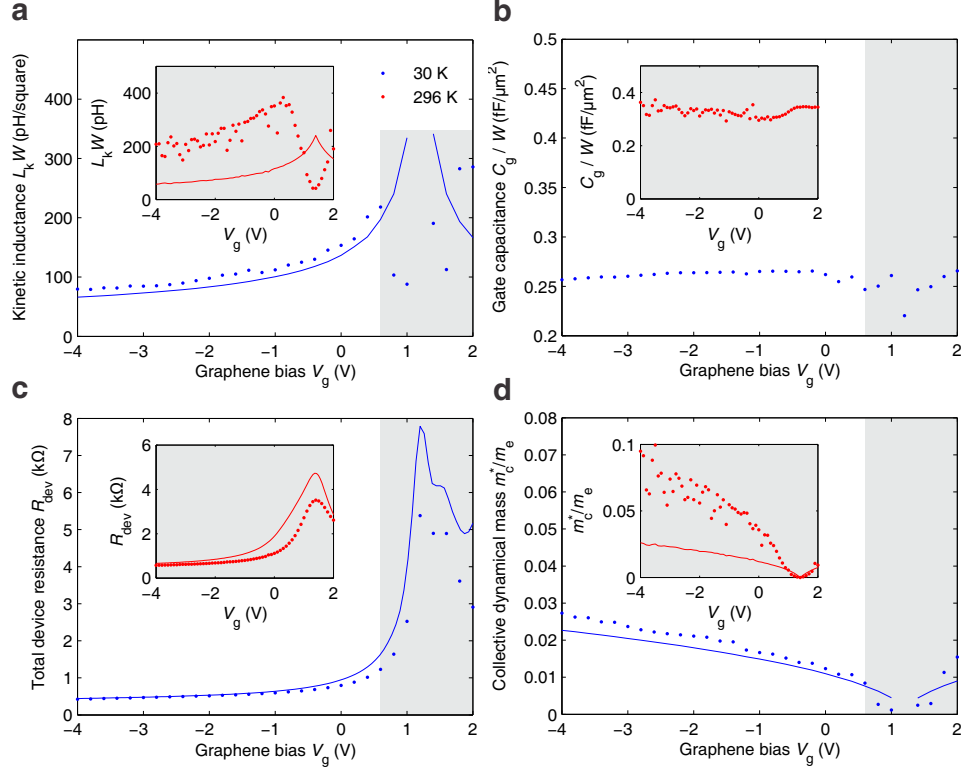 a
Kinetic inductance LₖW (pH/square)
400
300
200
100
0
−4 −3 −2 −1 0 1 2
Graphene bias V_g (V)
30 K
296 K
LₖW (pH)
400
200
0
−4 −2 0 2
V_g (V)
b
Gate capacitance C_g / W (fF/μm²)
0.5
0.45
0.4
0.35
0.3
0.25
0.2
−4 −3 −2 −1 0 1 2
Graphene bias V_g (V)
C_g / W (fF/μm²)
0.4
0.2
0
−4 −2 0 2
V_g (V)
c
Total device resistance R_dev (kΩ)
8
7
6
5
4
3
2
1
0
−4 −3 −2 −1 0 1 2
Graphene bias V_g (V)
R_dev (kΩ)
6
4
2
0
−4 −2 0 2
V_g (V)
d
Collective dynamical mass m*_c/m_e
0.08
0.07
0.06
0.05
0.04
0.03
0.02
0.01
0
−4 −3 −2 −1 0 1 2
Graphene bias V_g (V)
m*_c/m_e
0.1
0.05
0
−4 −2 0 2
V_g (V)